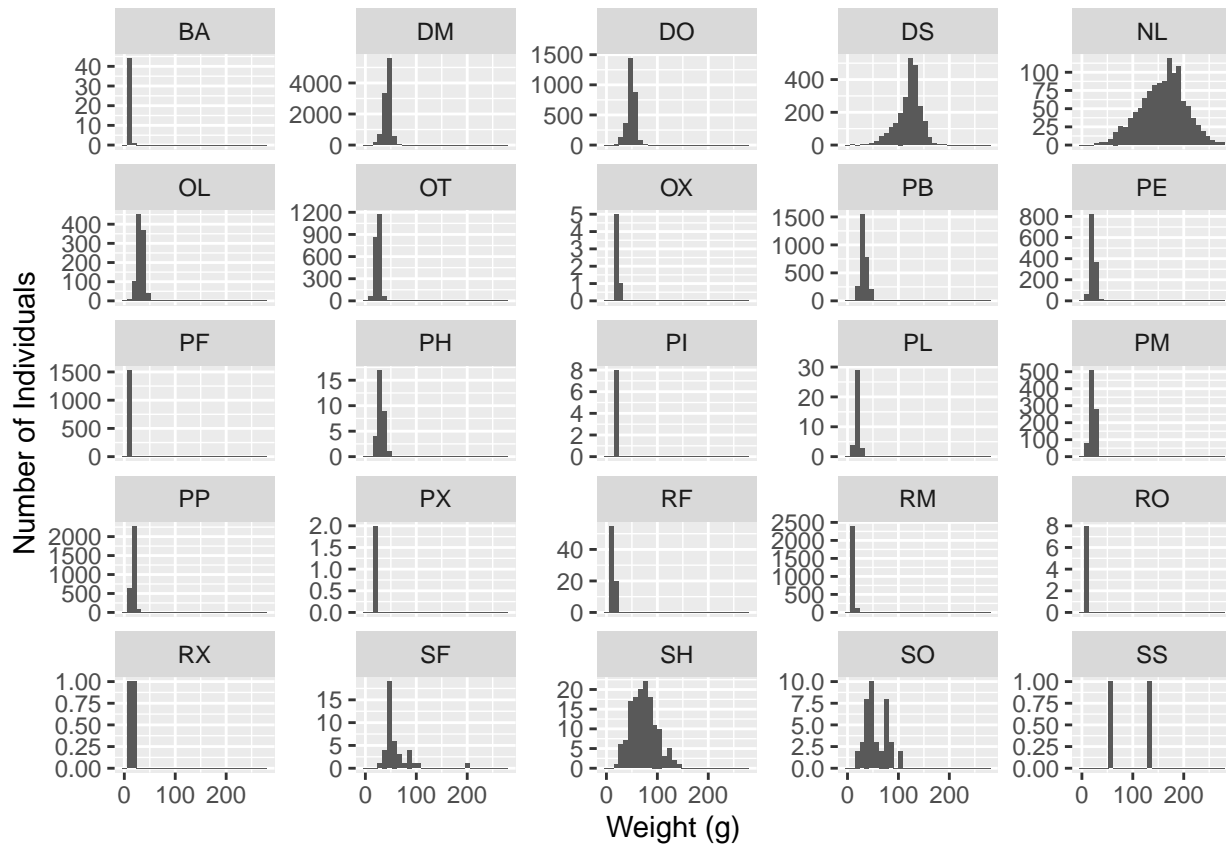 BA DM DO DS NL
40 30 20 10 0
4000 2000 0
1500 1000 500 0
400 200 0
100 75 50 25 0
OL OT OX PB PE
400 300 200 100 0
1200 900 600 300 0
5 4 3 2 1 0
1500 1000 500 0
800 600 400 200 0
PF PH PI PL PM
1500 1000 500 0
15 10 5 0
8 6 4 2 0
30 20 10 0
500 400 300 200 100 0
PP PX RF RM RO
2000 1500 1000 500 0
2.0 1.5 1.0 0.5 0.0
40 20 0
2500 2000 1500 1000 500 0
8 6 4 2 0
RX SF SH SO SS
1.00 0.75 0.50 0.25 0.00
15 10 5 0
20 15 10 5 0
10.0 7.5 5.0 2.5 0.0
1.00 0.75 0.50 0.25 0.00
0 100 200 0 100 200 0 100 200 0 100 200 0 100 200
Weight (g)
Number of Individuals